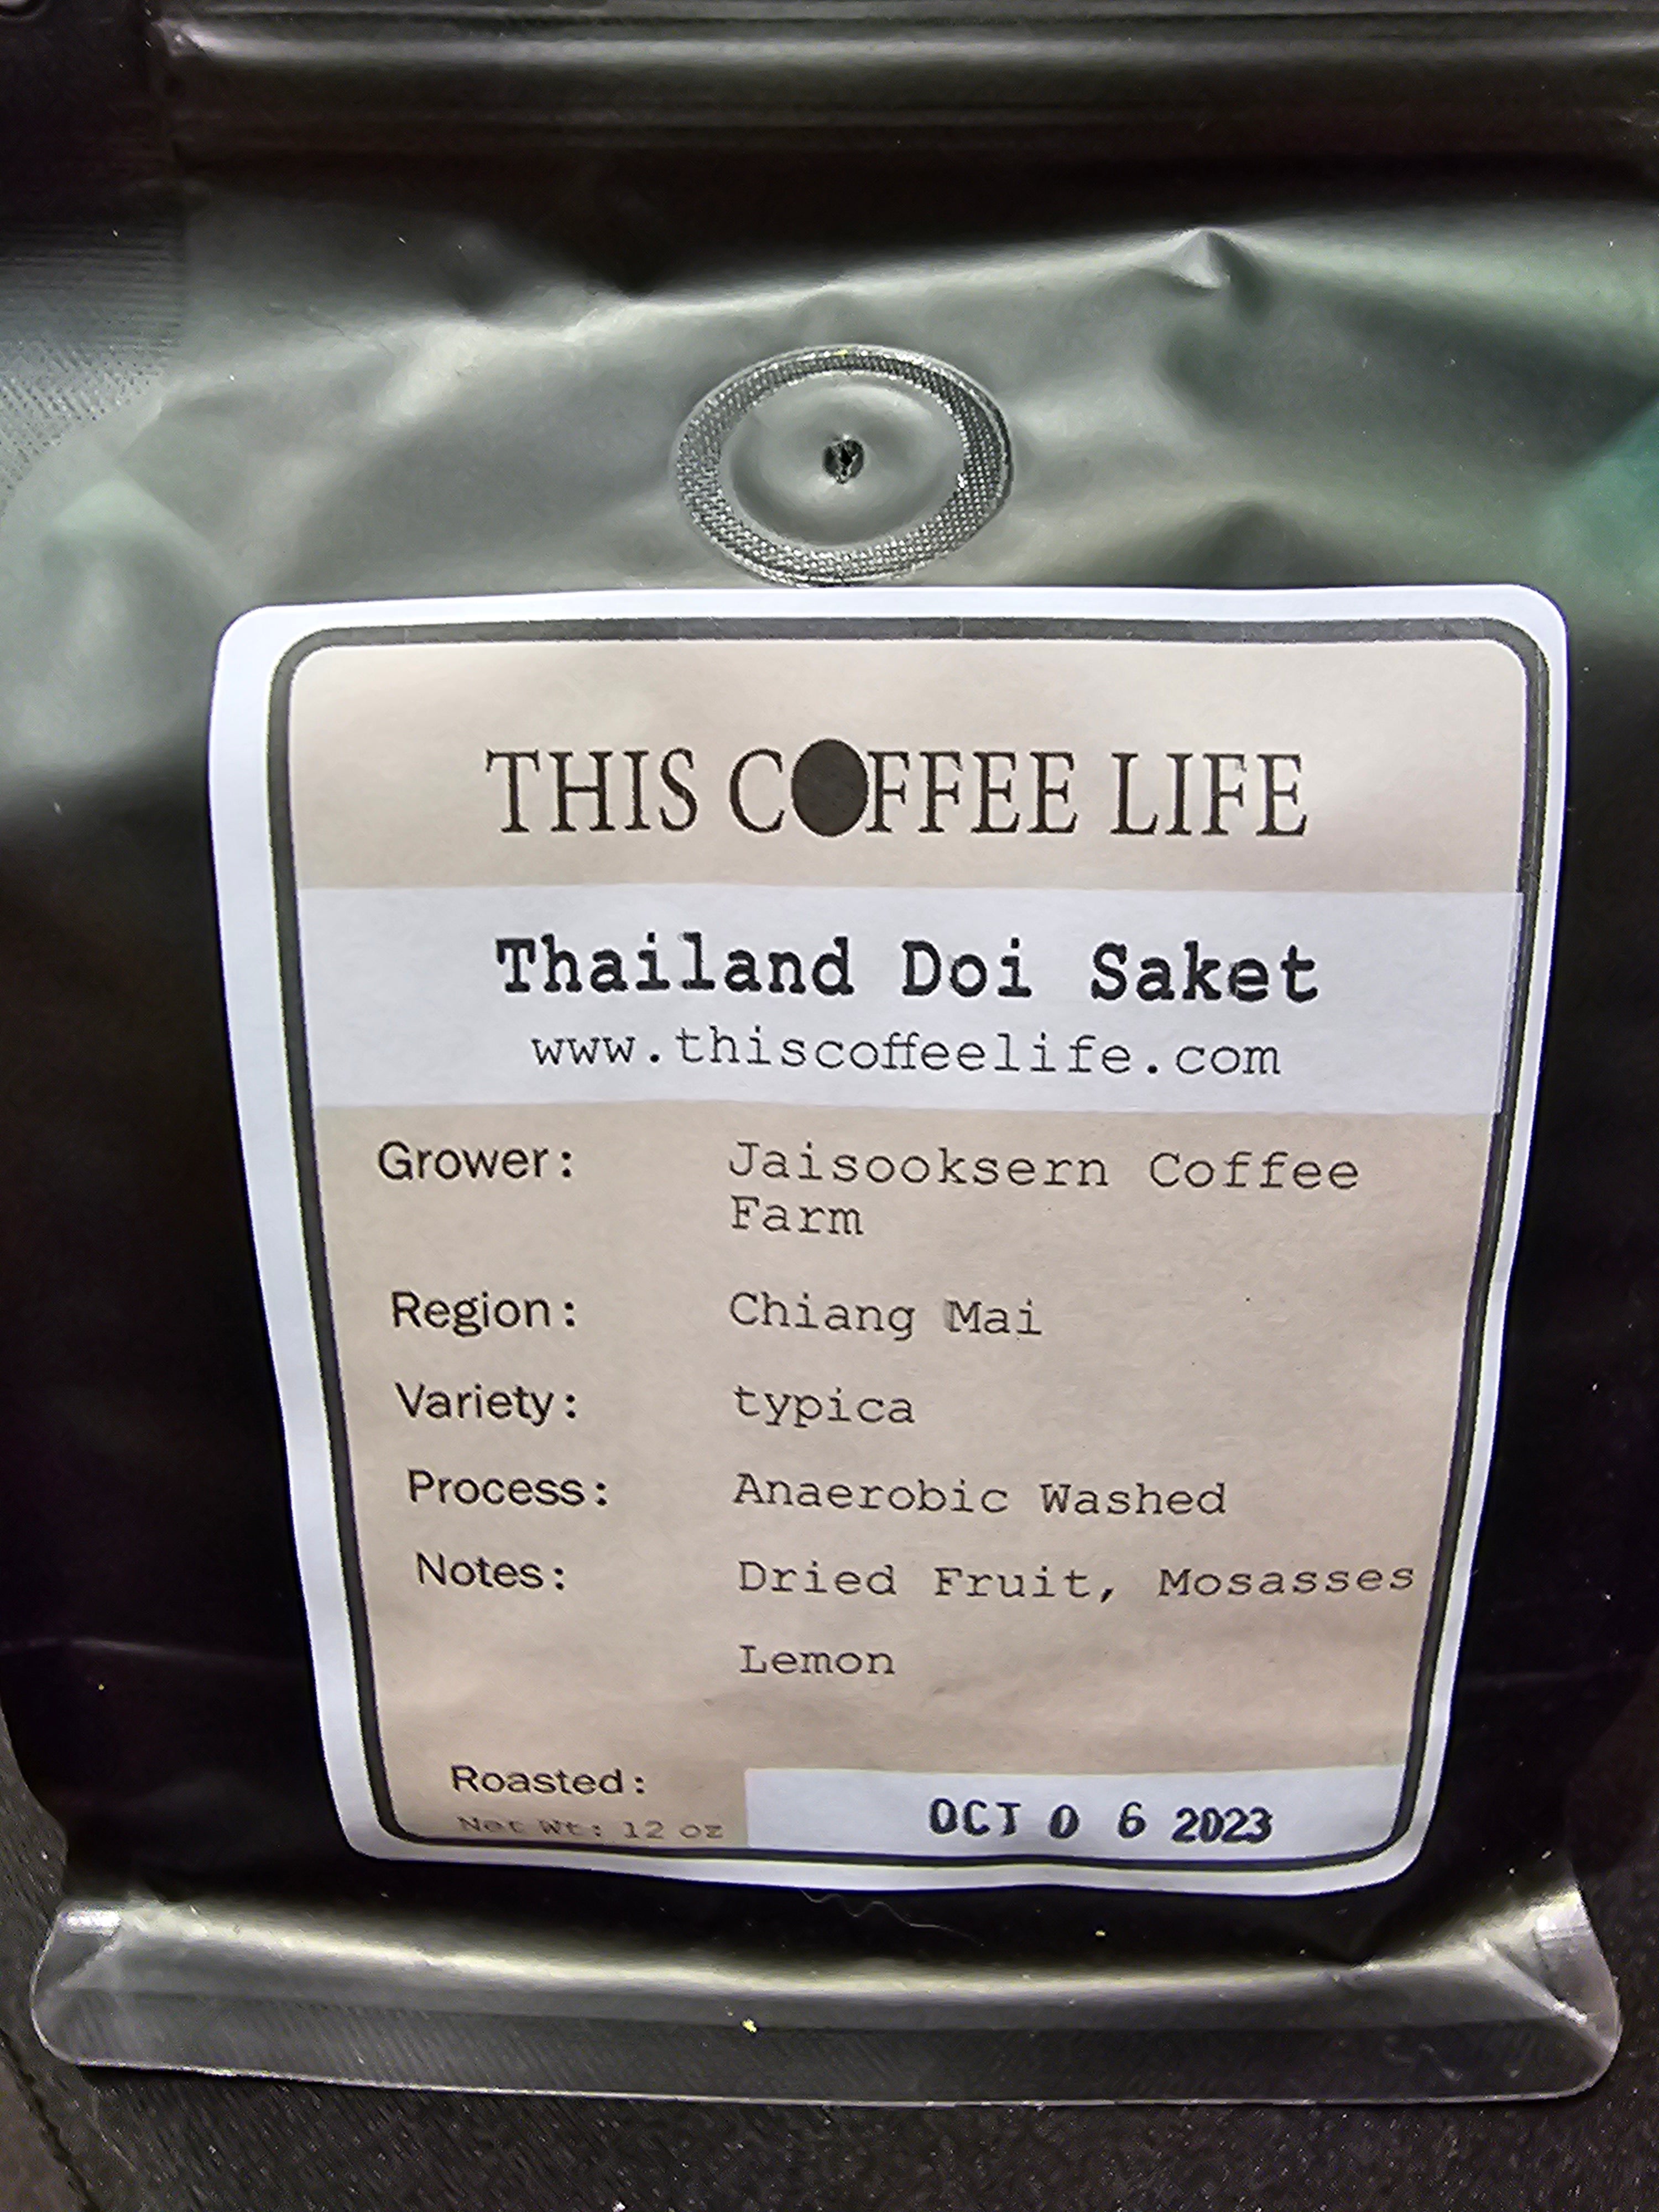 THIS COFFEE LIFE
Thailand Doi Saket
www.thiscoffeelife.com
Grower: Jaisooksern Coffee
Farm
Region: Chiang Mai
Variety: typica
Process: Anaerobic Washed
Notes: Dried Fruit, Mosasses
Lemon
Roasted:
Net Wt: 12 oz
OCT 0 6 2023